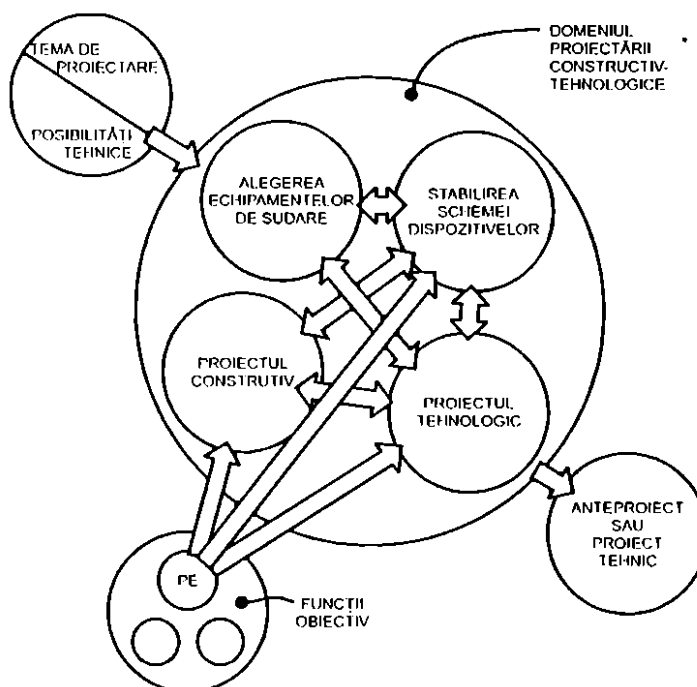 TEMA DE
PROIECTARE
POSIBILITĂȚI
TEHNICE
DOMENIUL
PROIECTĂRII
CONSTRUCTIV-
TEHNOLOGICE
ALEGEREA
ECHIPAMENTELOR
DE SUDARE
STABILIREA
SCHEMEI
DISPOZITIVELOR
PROIECTUL
CONSTRUTIV
PROIECTUL
TEHNOLOGIC
ANTEPROIECT
SAU
PROIECT
TEHNIC
PE
FUNCȚII
OBIECTIV